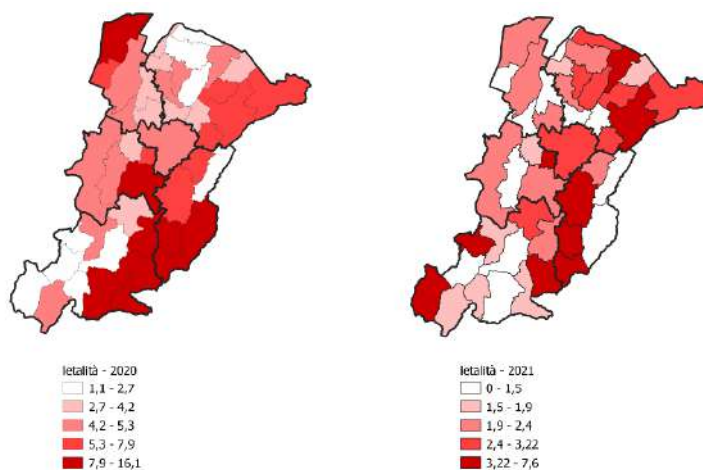 letalità - 2020
1,1 - 2,7
2,7 - 4,2
4,2 - 5,3
5,3 - 7,9
7,9 - 16,1
letalità - 2021
0 - 1,5
1,5 - 1,9
1,9 - 2,4
2,4 - 3,22
3,22 - 7,6